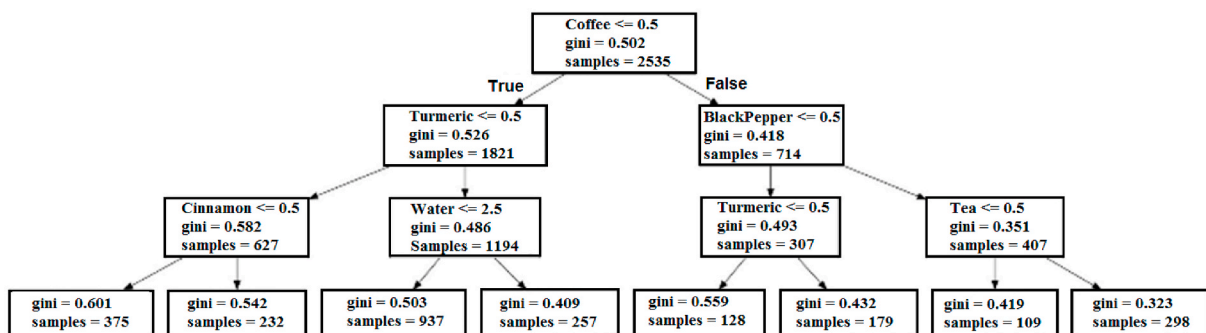 Coffee <= 0.5
gini = 0.502
samples = 2535
True
False
Turmeric <= 0.5
gini = 0.526
samples = 1821
BlackPepper <= 0.5
gini = 0.418
samples = 714
Cinnamon <= 0.5
gini = 0.582
samples = 627
Water <= 2.5
gini = 0.486
Samples = 1194
Turmeric <= 0.5
gini = 0.493
samples = 307
Tea <= 0.5
gini = 0.351
samples = 407
gini = 0.601
samples = 375
gini = 0.542
samples = 232
gini = 0.503
samples = 937
gini = 0.409
samples = 257
gini = 0.559
samples = 128
gini = 0.432
samples = 179
gini = 0.419
samples = 109
gini = 0.323
samples = 298